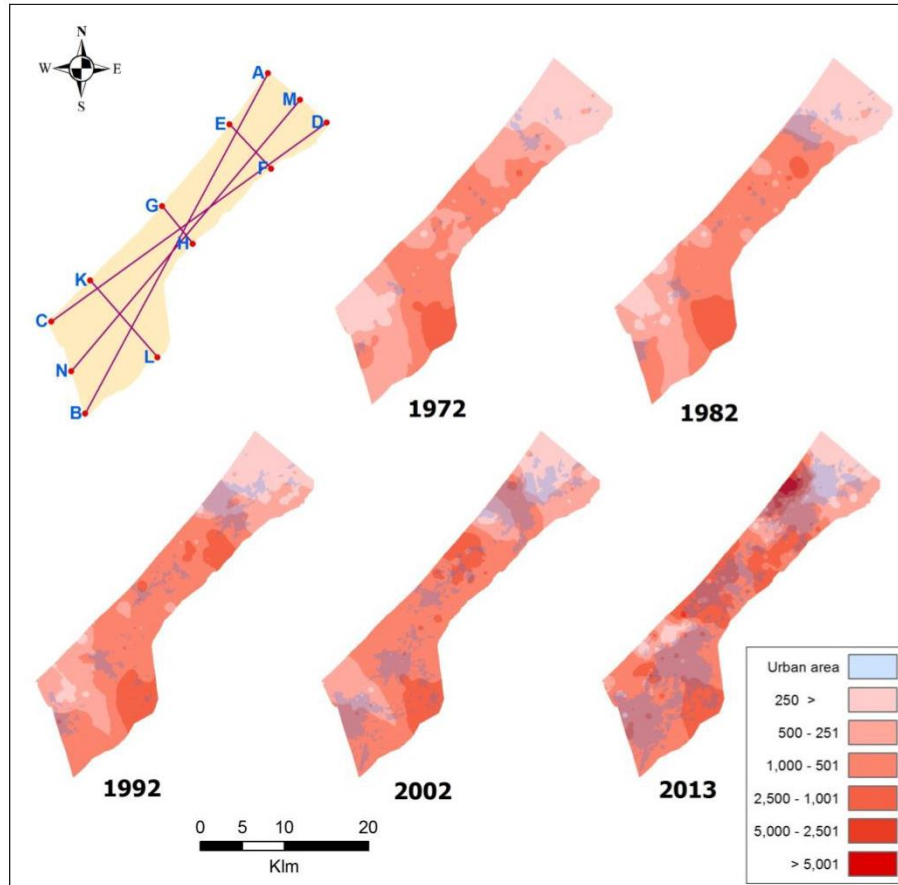 N
W E
S
A
M
E D
F
G
H
K
C
L
N
B
1972
1982
1992
2002
2013
Urban area
250 >
500 - 251
1,000 - 501
2,500 - 1,001
5,000 - 2,501
> 5,001
0 5 10 20
Klm